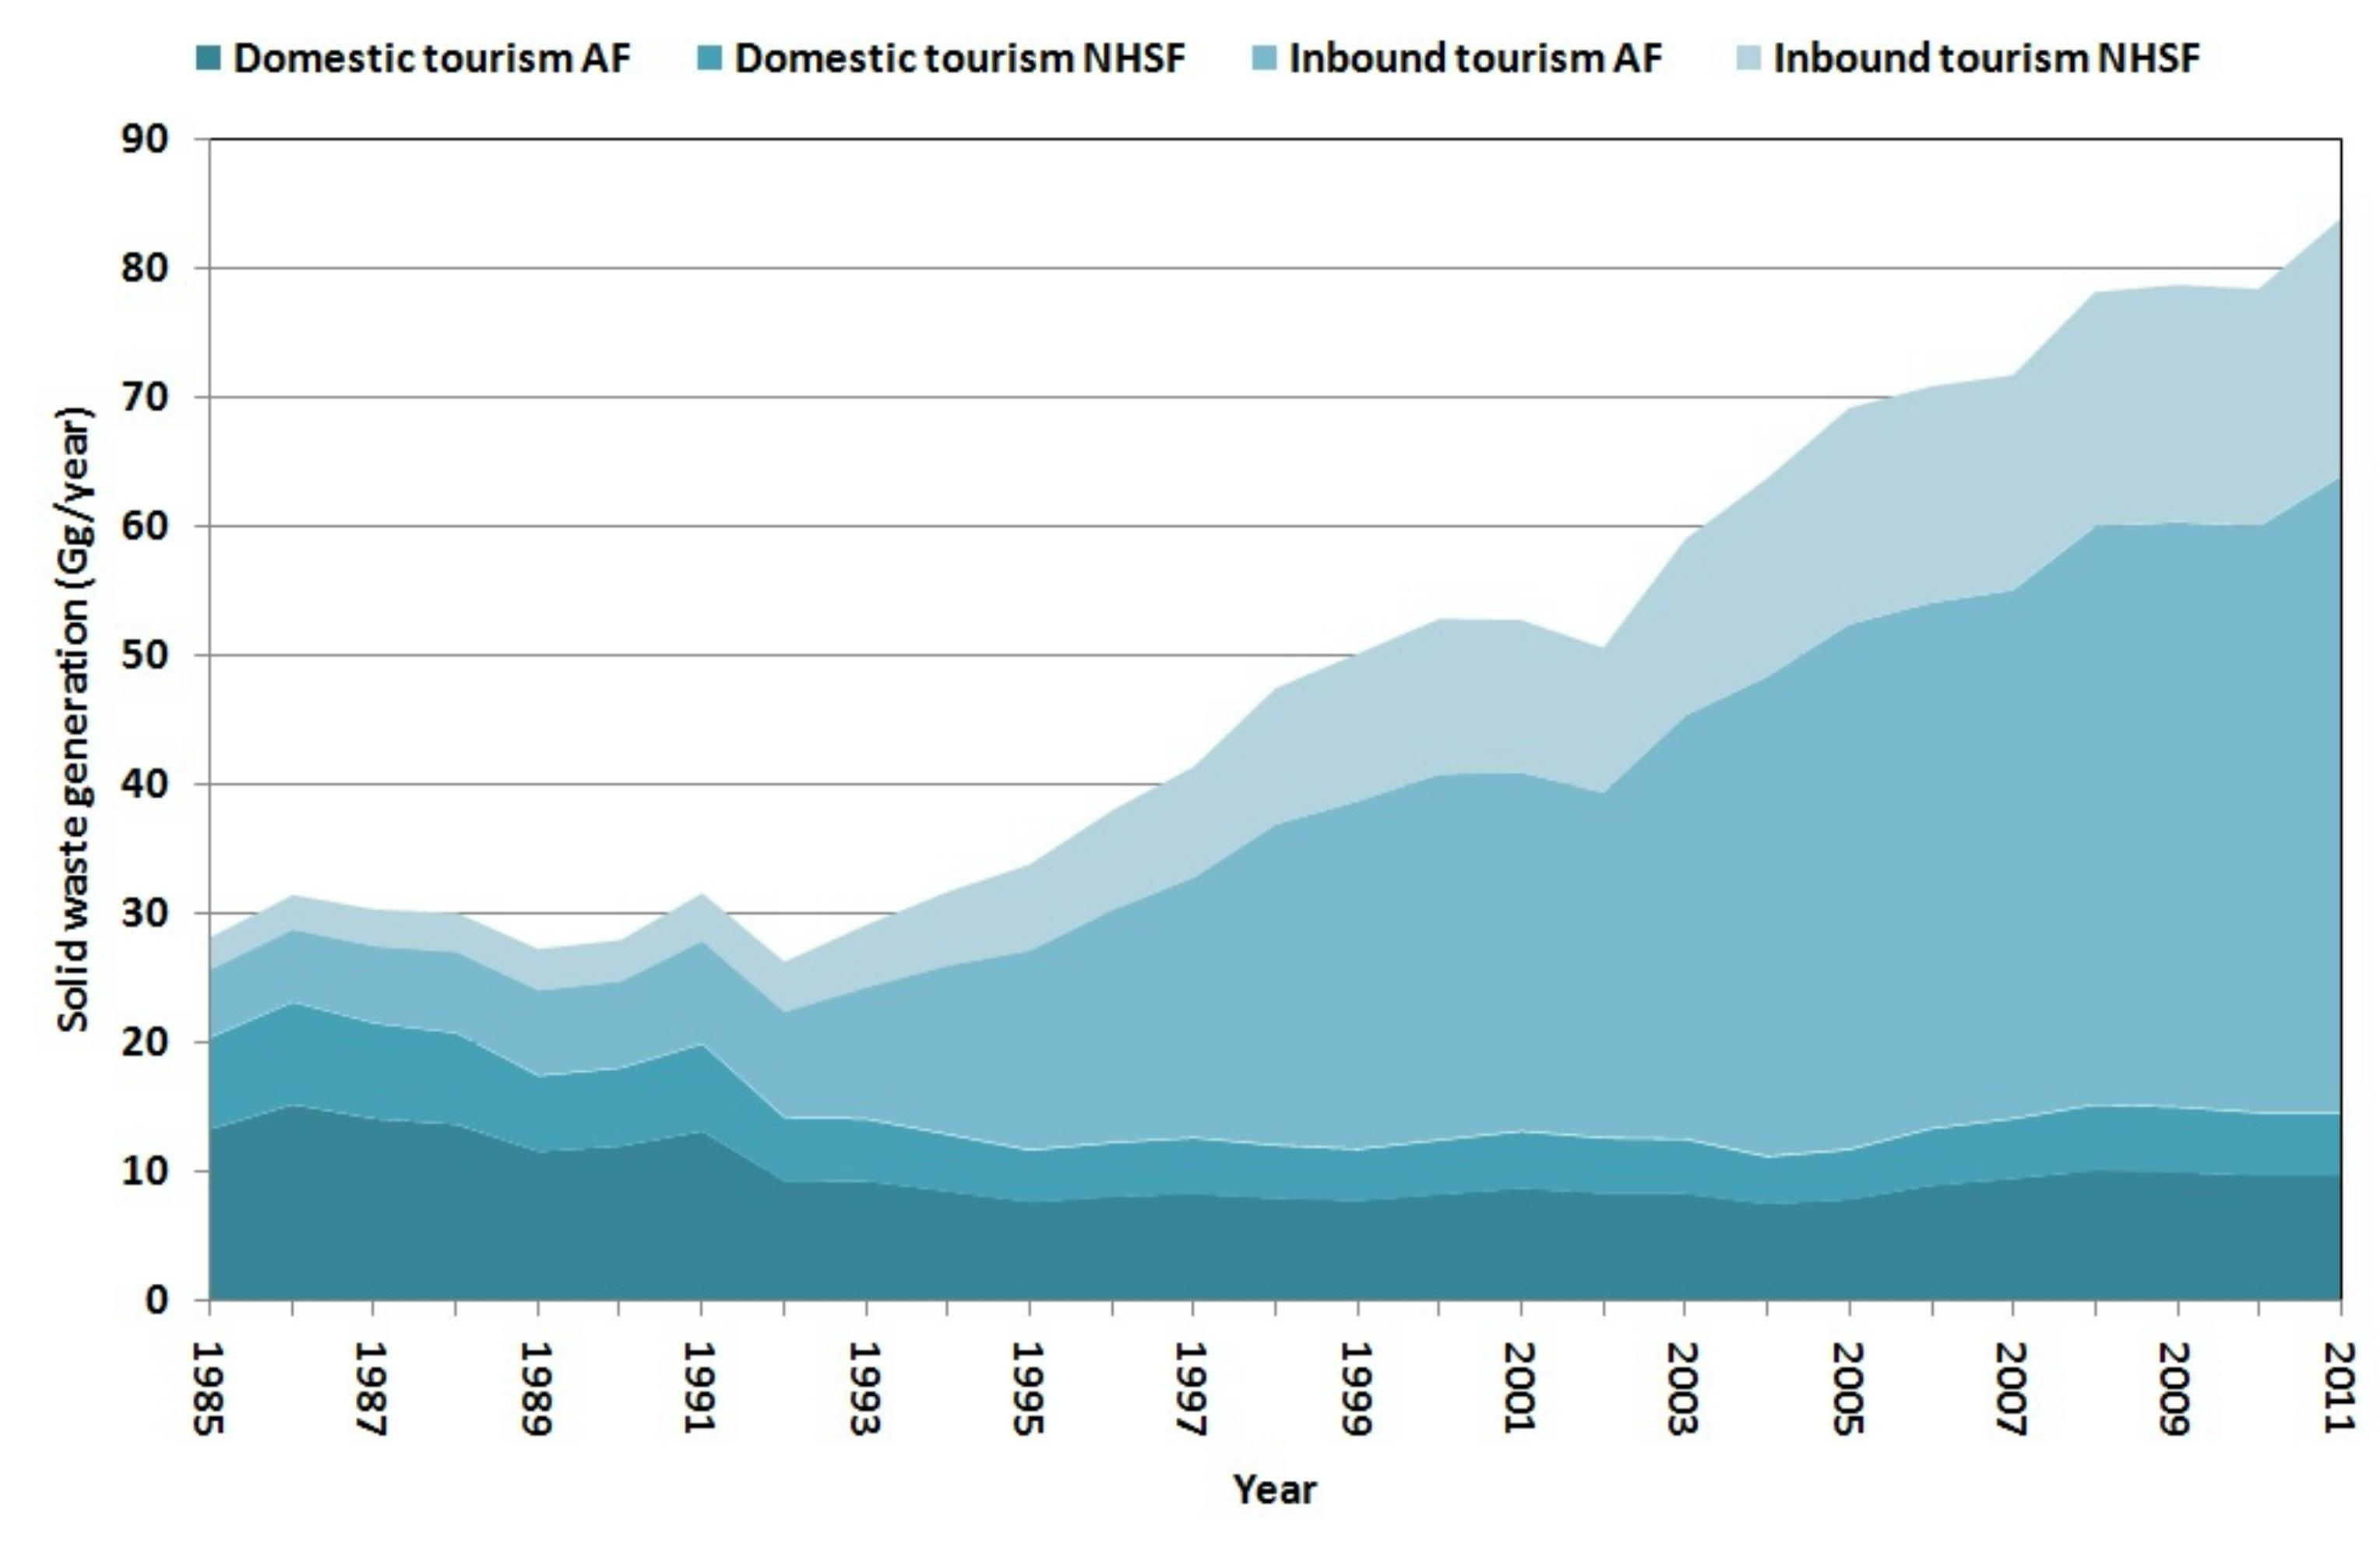 Domestic tourism AF Domestic tourism NHSF Inbound tourism AF Inbound tourism NHSF
90
80
70
60
50
40
30
20
10
0
Solid waste generation (Gg/year)
1985 1987 1989 1991 1993 1995 1997 1999 2001 2003 2005 2007 2009 2011
Year